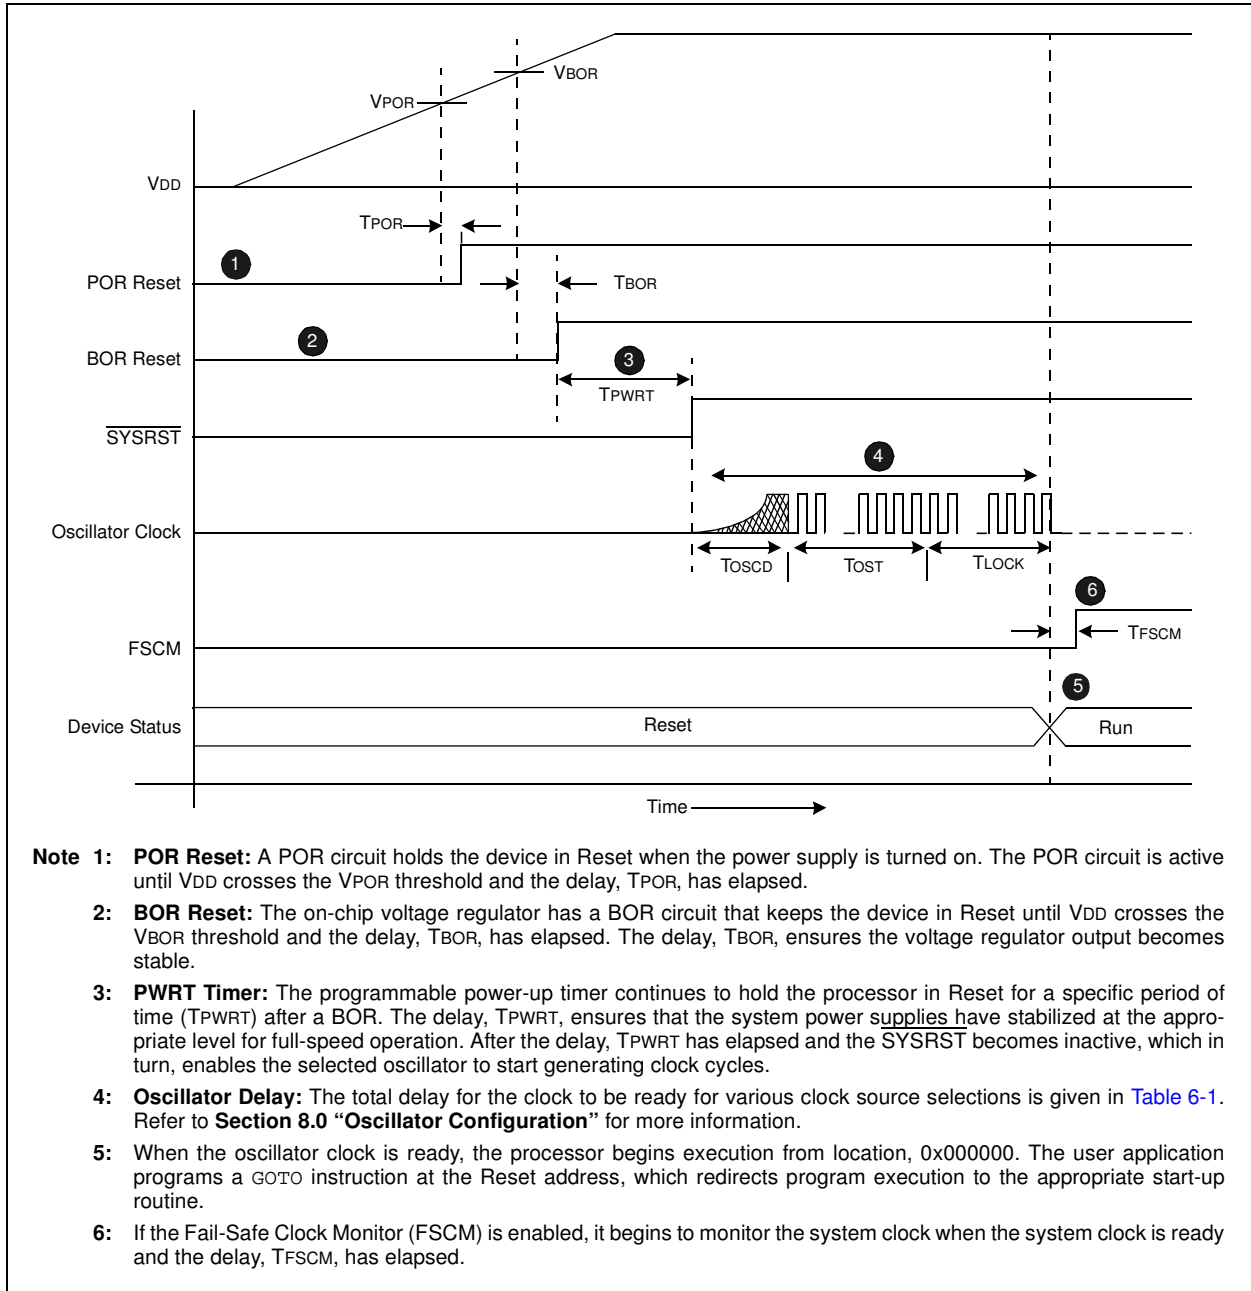 VBOR
VPOR
VDD
TPOR
1
POR Reset
TBOR
2
BOR Reset
3
TPWRT
SYSRST
4
Oscillator Clock
TOSCD
TOST
TLOCK
6
TFSCM
FSCM
5
Device Status
Reset
Run
Time
Note 1: POR Reset: A POR circuit holds the device in Reset when the power supply is turned on. The POR circuit is active
until VDD crosses the VPOR threshold and the delay, TPOR, has elapsed.
2: BOR Reset: The on-chip voltage regulator has a BOR circuit that keeps the device in Reset until VDD crosses the
VBOR threshold and the delay, TBOR, has elapsed. The delay, TBOR, ensures the voltage regulator output becomes
stable.
3: PWRT Timer: The programmable power-up timer continues to hold the processor in Reset for a specific period of
time (TPWRT) after a BOR. The delay, TPWRT, ensures that the system power supplies have stabilized at the appro-
priate level for full-speed operation. After the delay, TPWRT has elapsed and the SYSRST becomes inactive, which in
turn, enables the selected oscillator to start generating clock cycles.
4: Oscillator Delay: The total delay for the clock to be ready for various clock source selections is given in Table 6-1.
Refer to Section 8.0 “Oscillator Configuration” for more information.
5: When the oscillator clock is ready, the processor begins execution from location, 0x000000. The user application
programs a GOTO instruction at the Reset address, which redirects program execution to the appropriate start-up
routine.
6: If the Fail-Safe Clock Monitor (FSCM) is enabled, it begins to monitor the system clock when the system clock is ready
and the delay, TFSCM, has elapsed.